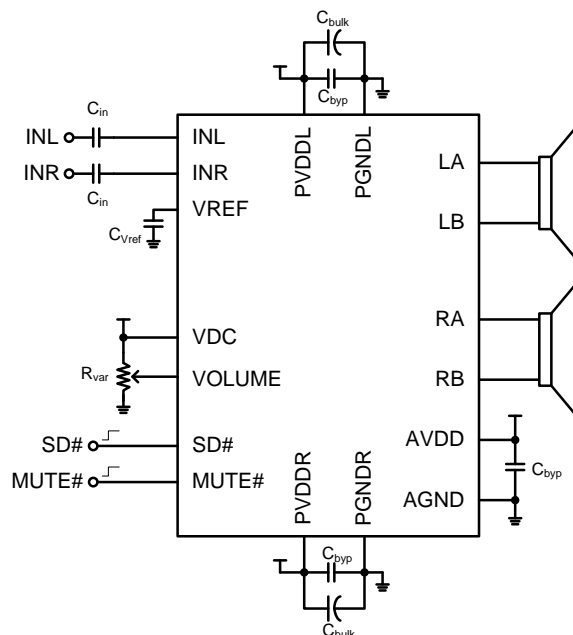 C_bulk
C_byp
C_in
INL
INL
PVDDL
PGNDL
LA
INR
INR
C_in
VREF
C_Vref
LB
RA
VDC
R_var
VOLUME
RB
SD#
SD#
AVDD
MUTE#
MUTE#
PVDDR
PGNDR
C_byp
AGND
C_byp
C_bulk